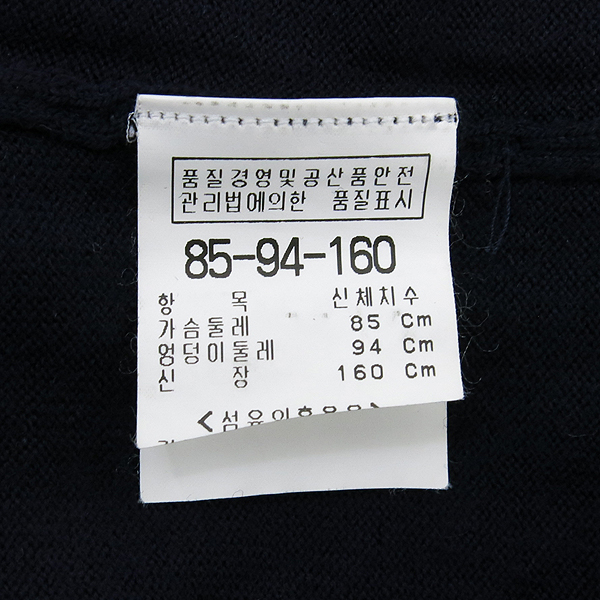 품질경영및공산품안전
관리법에의한 품질표시
85-94-160
항 목 신체치수
가슴둘레 85 Cm
엉덩이둘레 94 Cm
신 장 160 Cm